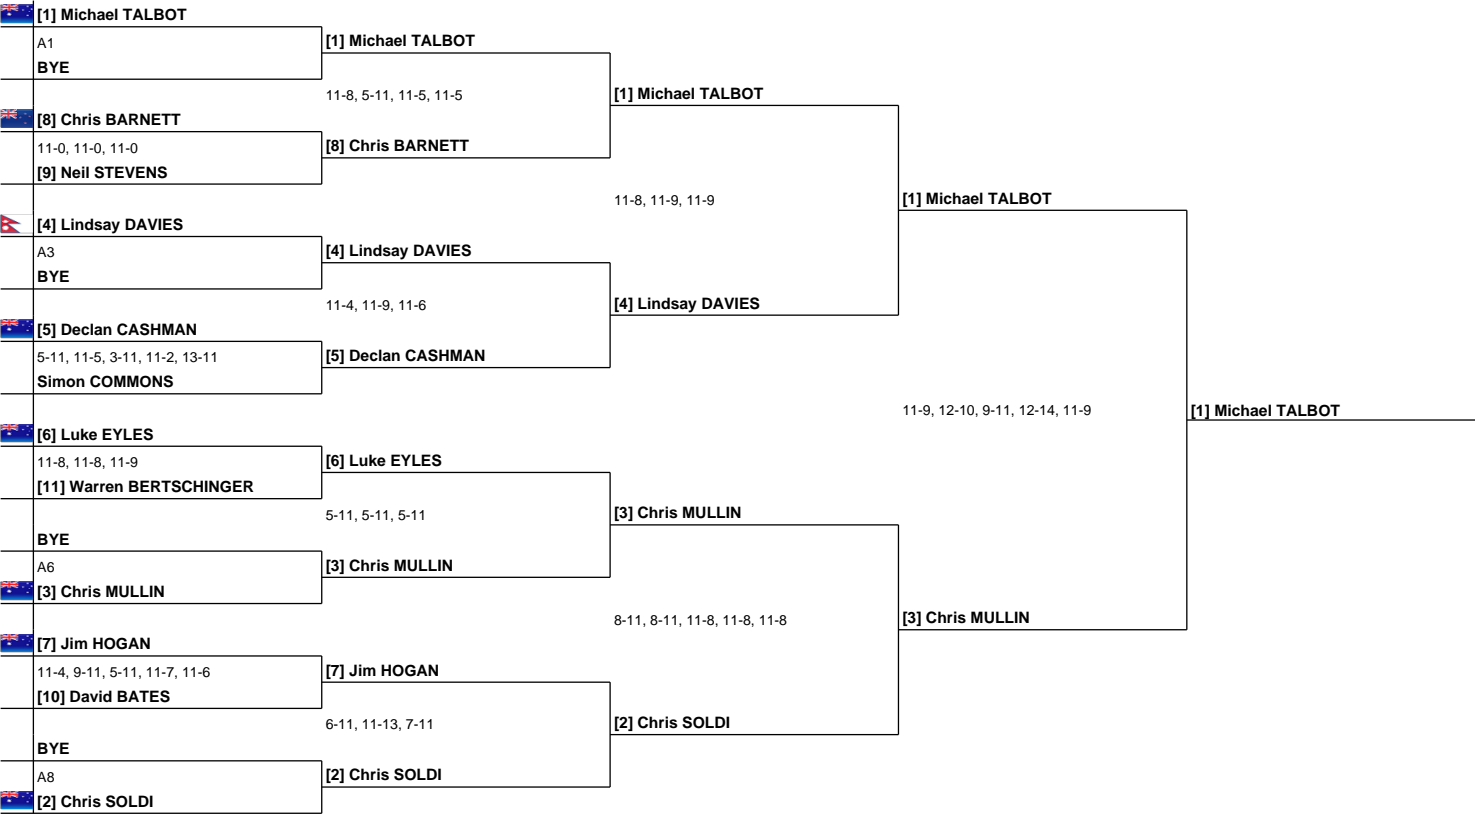 [1] Michael TALBOT
A1
BYE
[8] Chris BARNETT
11-0, 11-0, 11-0
[9] Neil STEVENS
[4] Lindsay DAVIES
A3
BYE
[5] Declan CASHMAN
5-11, 11-5, 3-11, 11-2, 13-11
Simon COMMONS
[6] Luke EYLES
11-8, 11-8, 11-9
[11] Warren BERTSCHINGER
BYE
A6
[3] Chris MULLIN
[7] Jim HOGAN
11-4, 9-11, 5-11, 11-7, 11-6
[10] David BATES
BYE
A8
[2] Chris SOLDI
[1] Michael TALBOT
11-8, 5-11, 11-5, 11-5
[8] Chris BARNETT
[4] Lindsay DAVIES
11-4, 11-9, 11-6
[5] Declan CASHMAN
[6] Luke EYLES
5-11, 5-11, 5-11
[3] Chris MULLIN
[7] Jim HOGAN
6-11, 11-13, 7-11
[2] Chris SOLDI
[1] Michael TALBOT
11-8, 11-9, 11-9
[4] Lindsay DAVIES
[3] Chris MULLIN
8-11, 8-11, 11-8, 11-8, 11-8
[2] Chris SOLDI
[1] Michael TALBOT
11-9, 12-10, 9-11, 12-14, 11-9
[3] Chris MULLIN
[1] Michael TALBOT